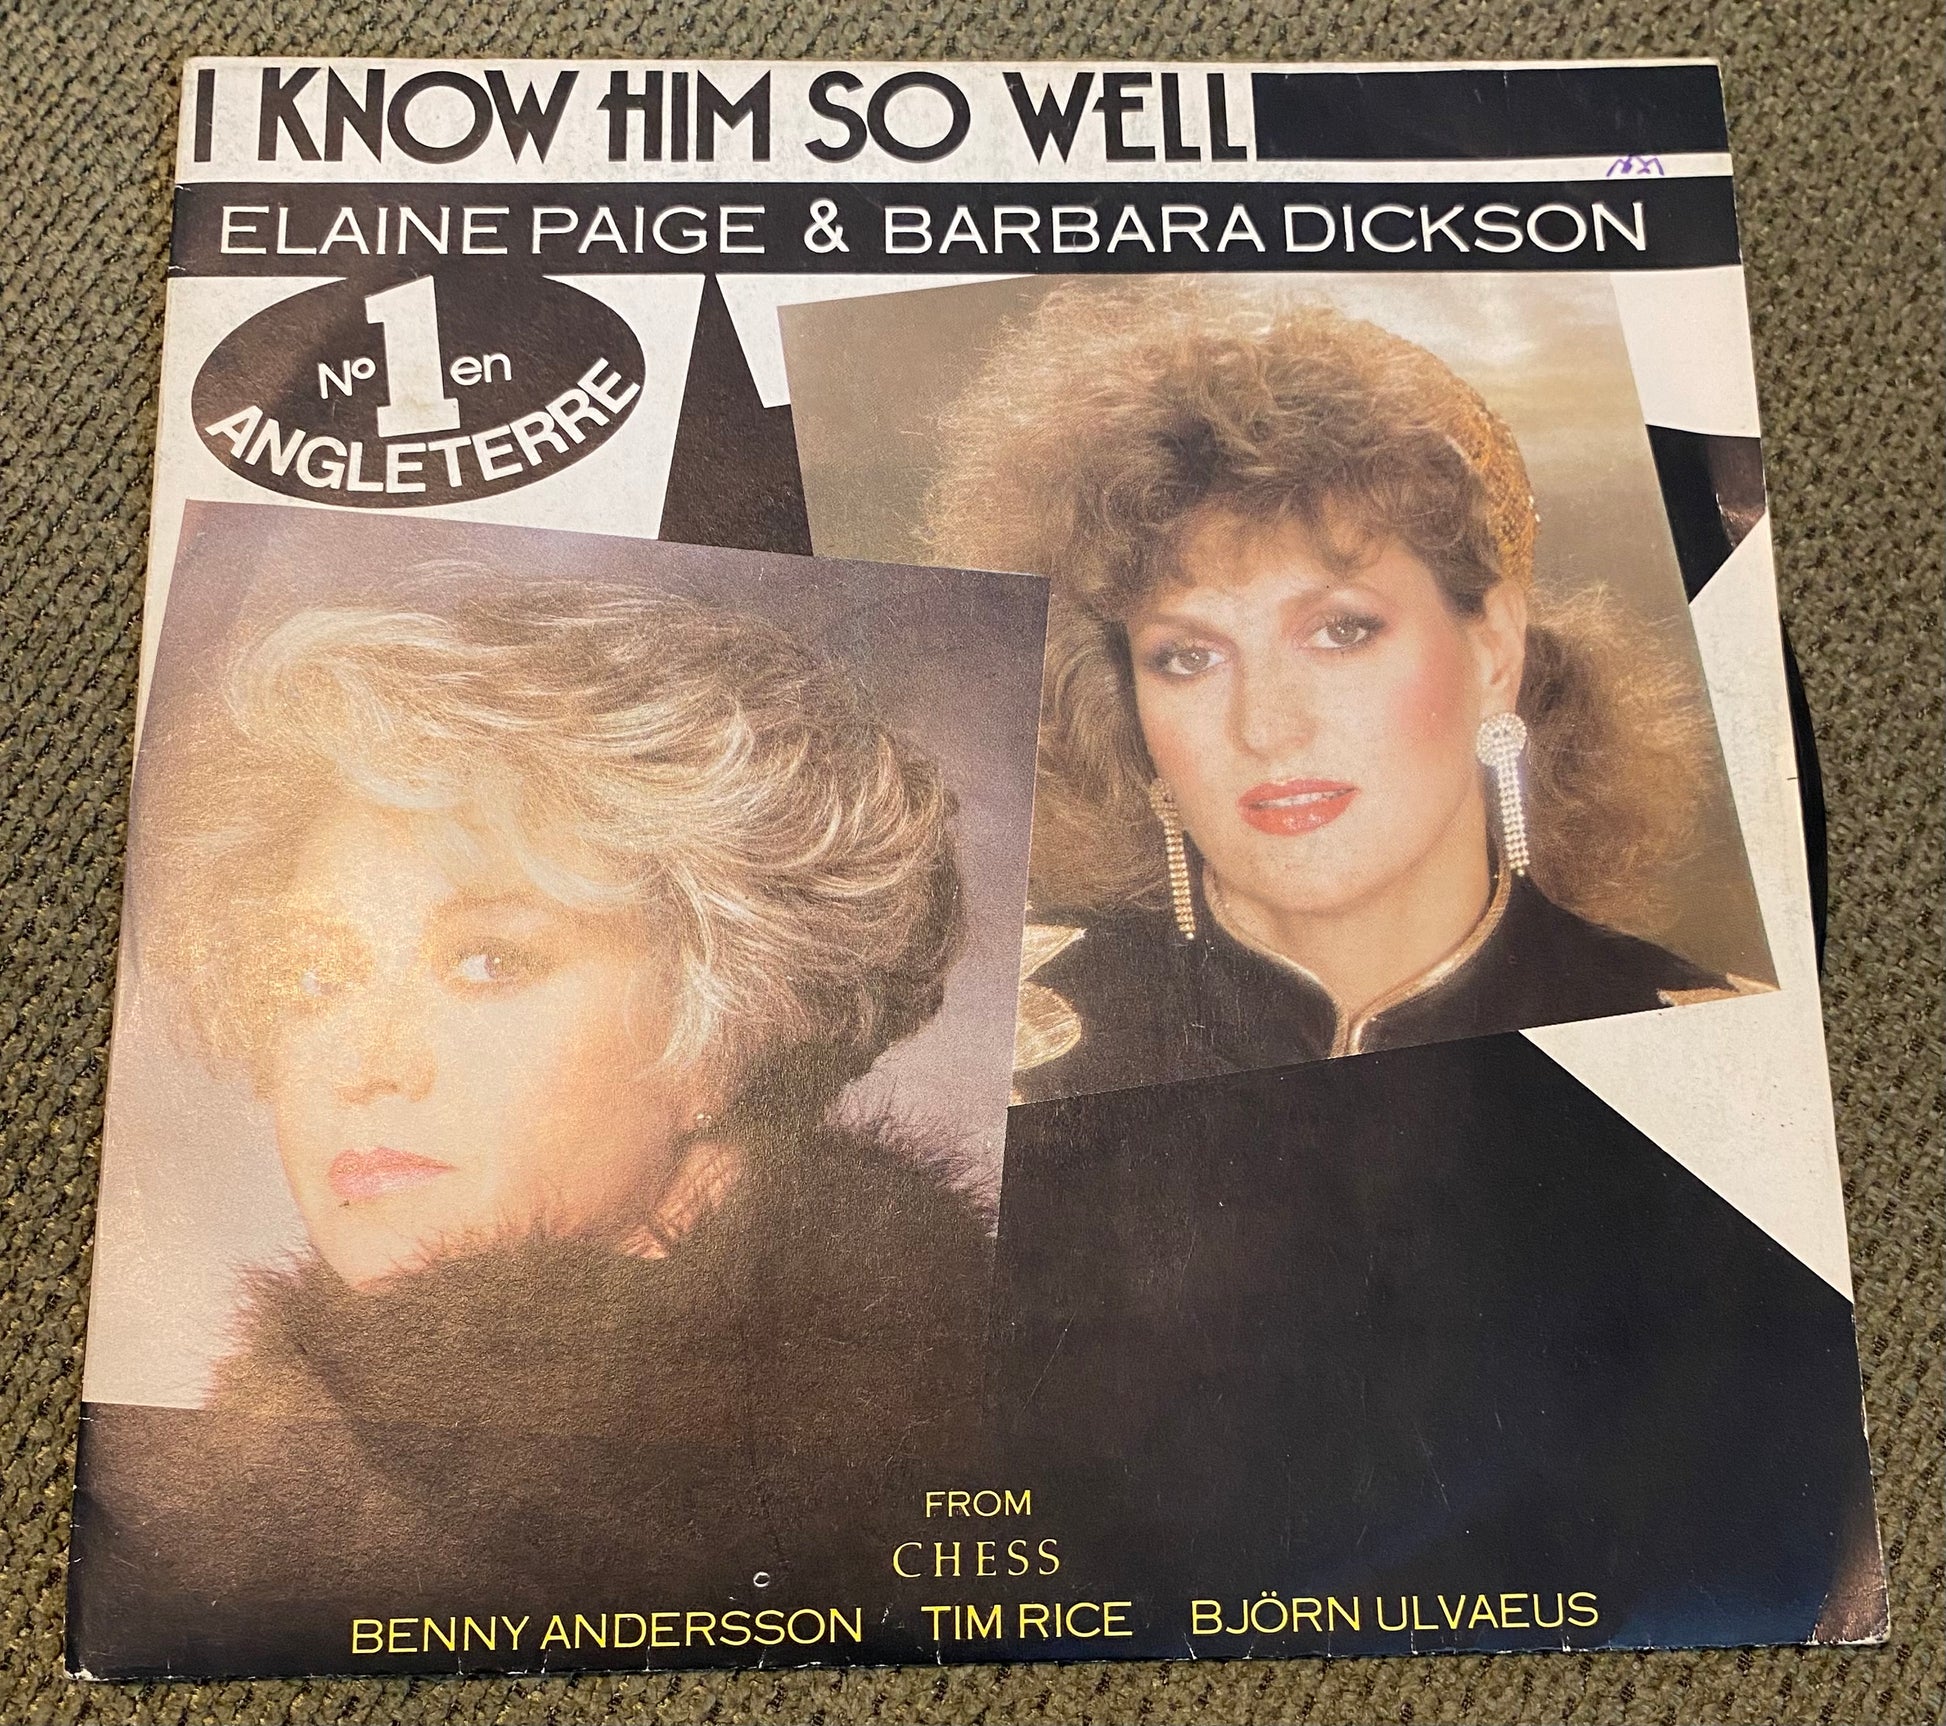 I KNOW HIM SO WELL
ELAINE PAIGE & BARBARA DICKSON
No 1 en
ANGLETERRE
FROM
CHESS
BENNY ANDERSSON TIM RICE BJÖRN ULVAEUS